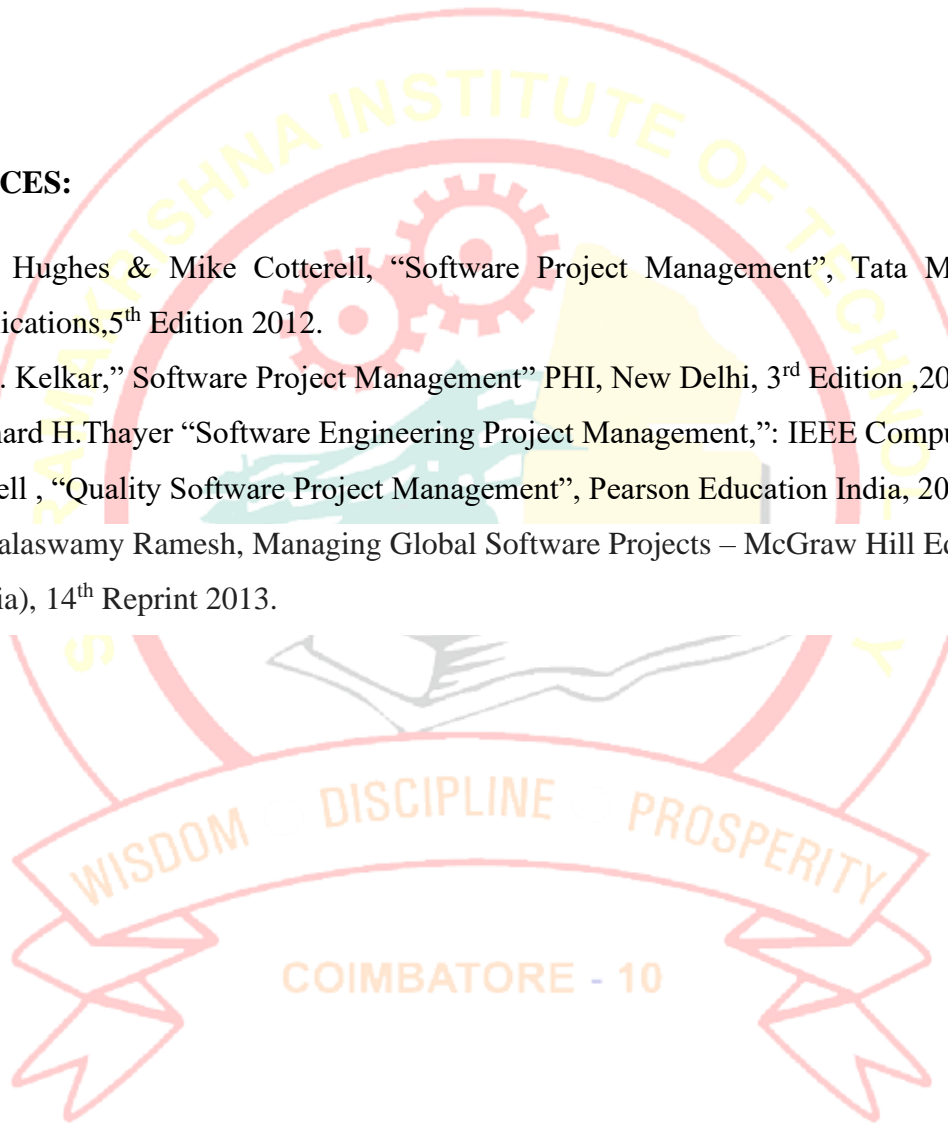 CES:
Hughes & Mike Cotterell, “Software Project Management”, Tata M
lications,5th Edition 2012.
. Kelkar,” Software Project Management” PHI, New Delhi, 3rd Edition ,20
ard H.Thayer “Software Engineering Project Management,”: IEEE Compu
ell , “Quality Software Project Management”, Pearson Education India, 20
alaswamy Ramesh, Managing Global Software Projects – McGraw Hill Ed
ia), 14th Reprint 2013.
RAMAKRISHNA INSTITUTE OF TECHNOL
S Y
WISDOM DISCIPLINE PROSPERITY
COIMBATORE - 10